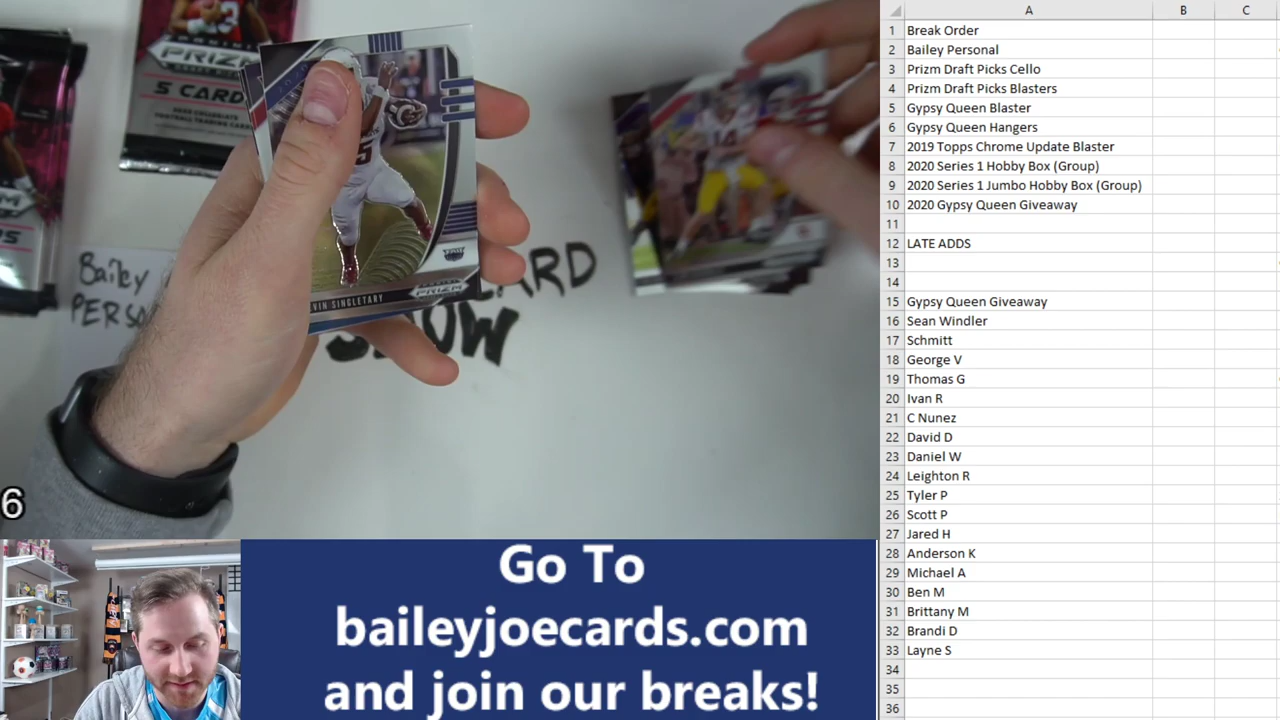 PRIZM
5 CARD
Bailey
PERSO
CARD
SHOW
VIN SINGLETARY
PRIZM
6
Go To
baileyjoecards.com
and join our breaks!
A B C
1 Break Order
2 Bailey Personal
3 Prizm Draft Picks Cello
4 Prizm Draft Picks Blasters
5 Gypsy Queen Blaster
6 Gypsy Queen Hangers
7 2019 Topps Chrome Update Blaster
8 2020 Series 1 Hobby Box (Group)
9 2020 Series 1 Jumbo Hobby Box (Group)
10 2020 Gypsy Queen Giveaway
11
12 LATE ADDS
13
14
15 Gypsy Queen Giveaway
16 Sean Windler
17 Schmitt
18 George V
19 Thomas G
20 Ivan R
21 C Nunez
22 David D
23 Daniel W
24 Leighton R
25 Tyler P
26 Scott P
27 Jared H
28 Anderson K
29 Michael A
30 Ben M
31 Brittany M
32 Brandi D
33 Layne S
34
35
36